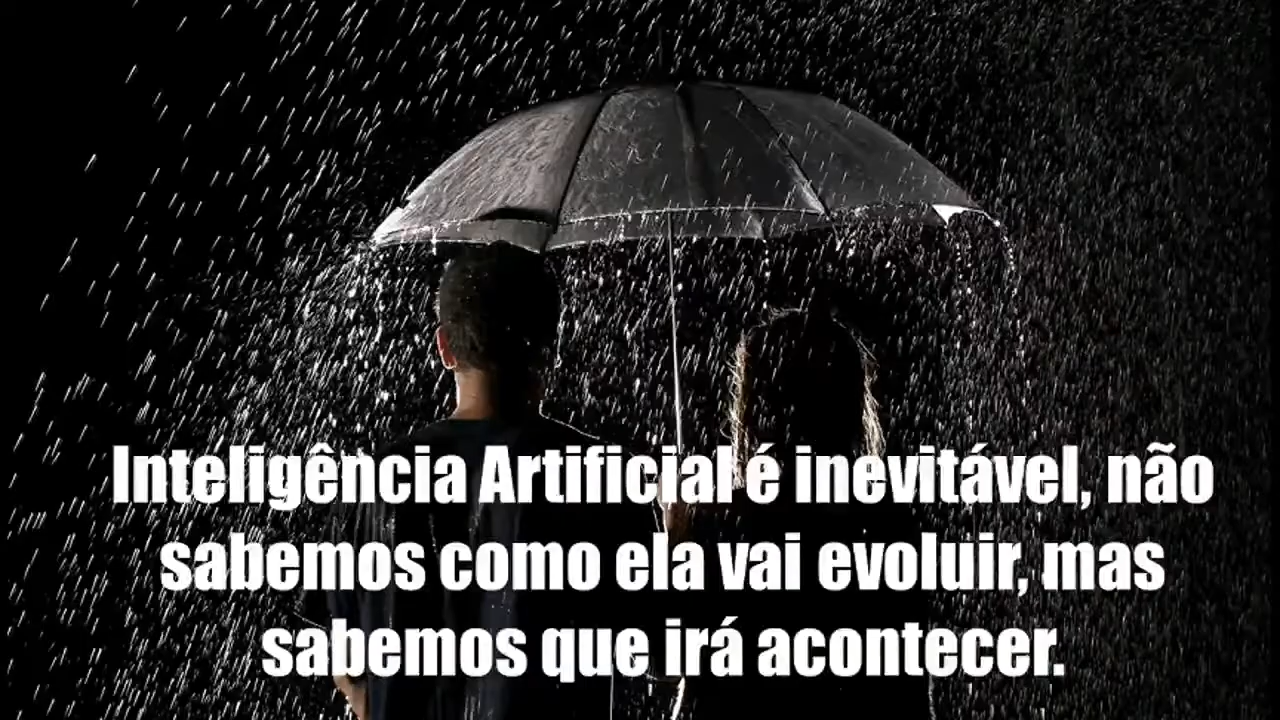 Inteligência Artificial é inevitável, não
sabemos como ela vai evoluir, mas
sabemos que irá acontecer.